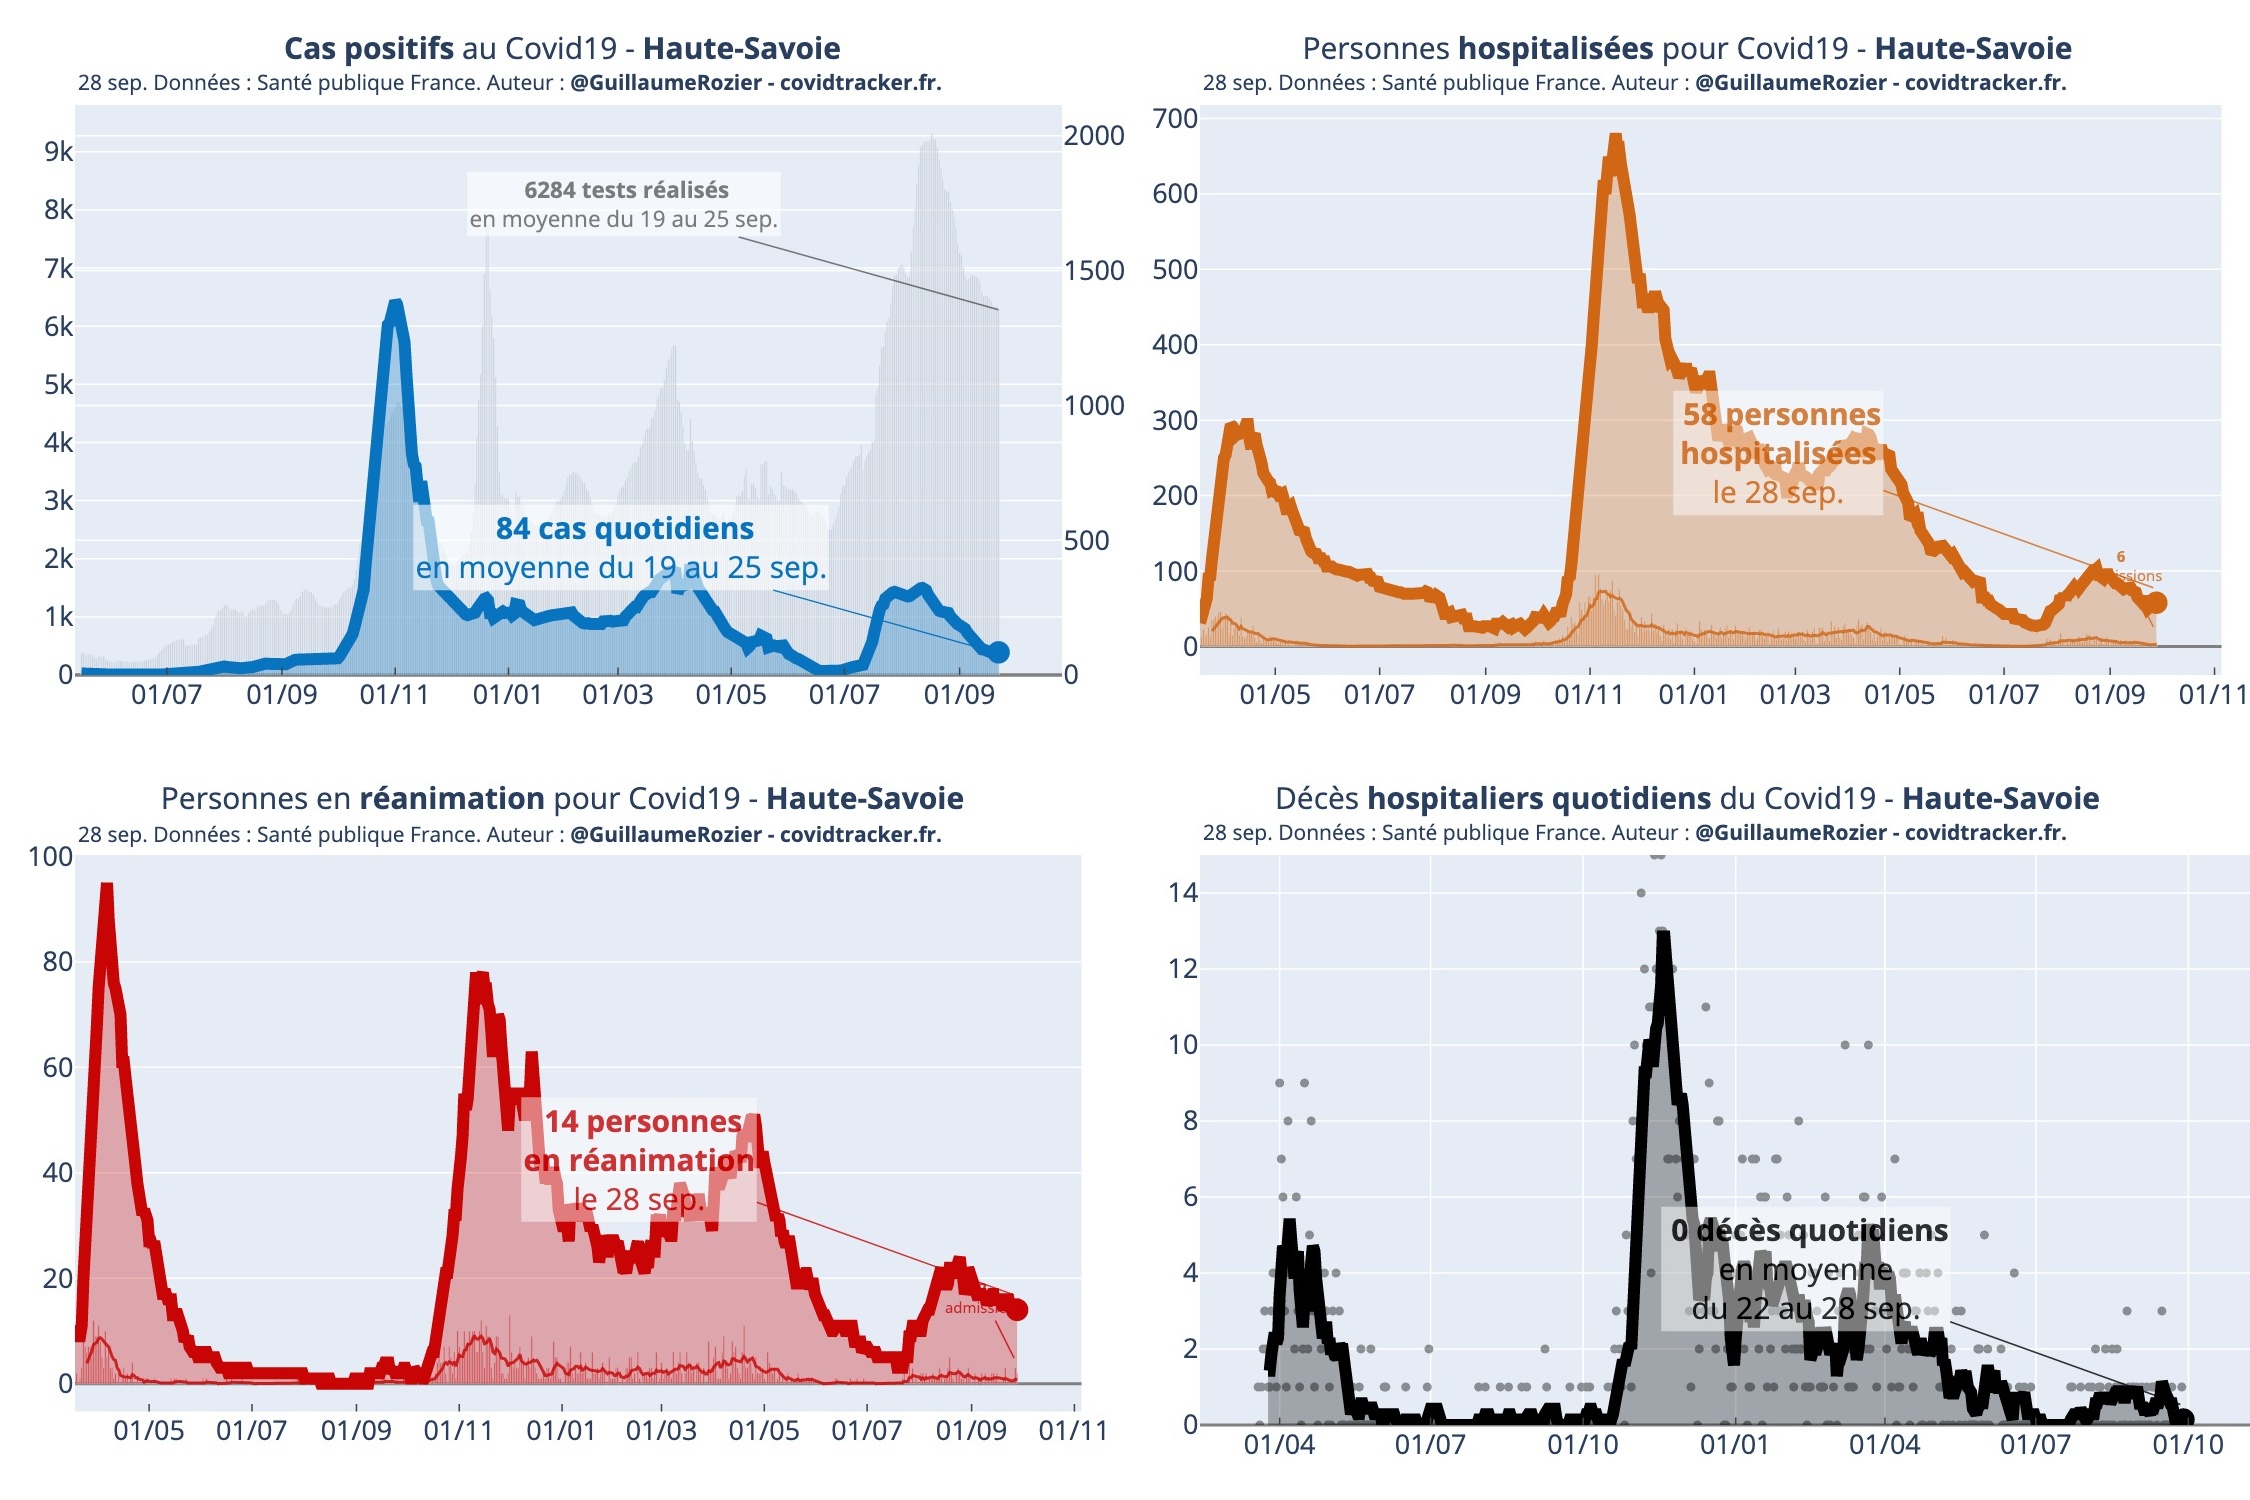 Cas positifs au Covid19 - Haute-Savoie
28 sep. Données : Santé publique France. Auteur : @GuillaumeRozier - covidtracker.fr.
9k
8k
7k
6k
5k
4k
3k
2k
1k
0
2000
1500
1000
500
0
6284 tests réalisés
en moyenne du 19 au 25 sep.
84 cas quotidiens
en moyenne du 19 au 25 sep.
01/07 01/09 01/11 01/01 01/03 01/05 01/07 01/09
Personnes hospitalisées pour Covid19 - Haute-Savoie
28 sep. Données : Santé publique France. Auteur : @GuillaumeRozier - covidtracker.fr.
700
600
500
400
300
200
100
0
58 personnes
hospitalisées
le 28 sep.
6
01/05 01/07 01/09 01/11 01/01 01/03 01/05 01/07 01/09 01/11
Personnes en réanimation pour Covid19 - Haute-Savoie
28 sep. Données : Santé publique France. Auteur : @GuillaumeRozier - covidtracker.fr.
100
80
60
40
20
0
14 personnes
en réanimation
le 28 sep.
01/05 01/07 01/09 01/11 01/01 01/03 01/05 01/07 01/09 01/11
Décès hospitaliers quotidiens du Covid19 - Haute-Savoie
28 sep. Données : Santé publique France. Auteur : @GuillaumeRozier - covidtracker.fr.
14
12
10
8
6
4
2
0
0 décès quotidiens
en moyenne
du 22 au 28 sep.
01/04 01/07 01/10 01/01 01/04 01/07 01/10